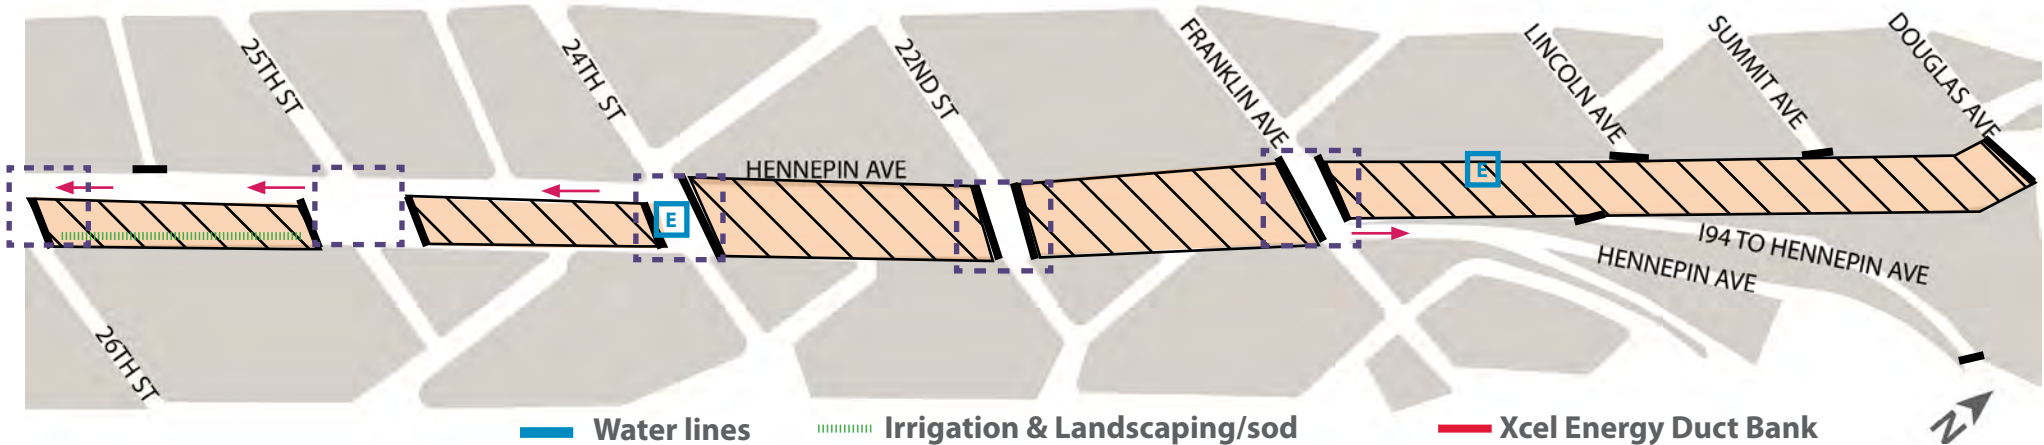 25TH ST
24TH ST
22ND ST
FRANKLIN AVE
LINCOLN AVE
SUMMIT AVE
DOUGLAS AVE
HENNEPIN AVE
E
E
I94 TO HENNEPIN AVE
HENNEPIN AVE
26TH ST
N
Water lines
Irrigation & Landscaping/sod
Xcel Energy Duct Bank